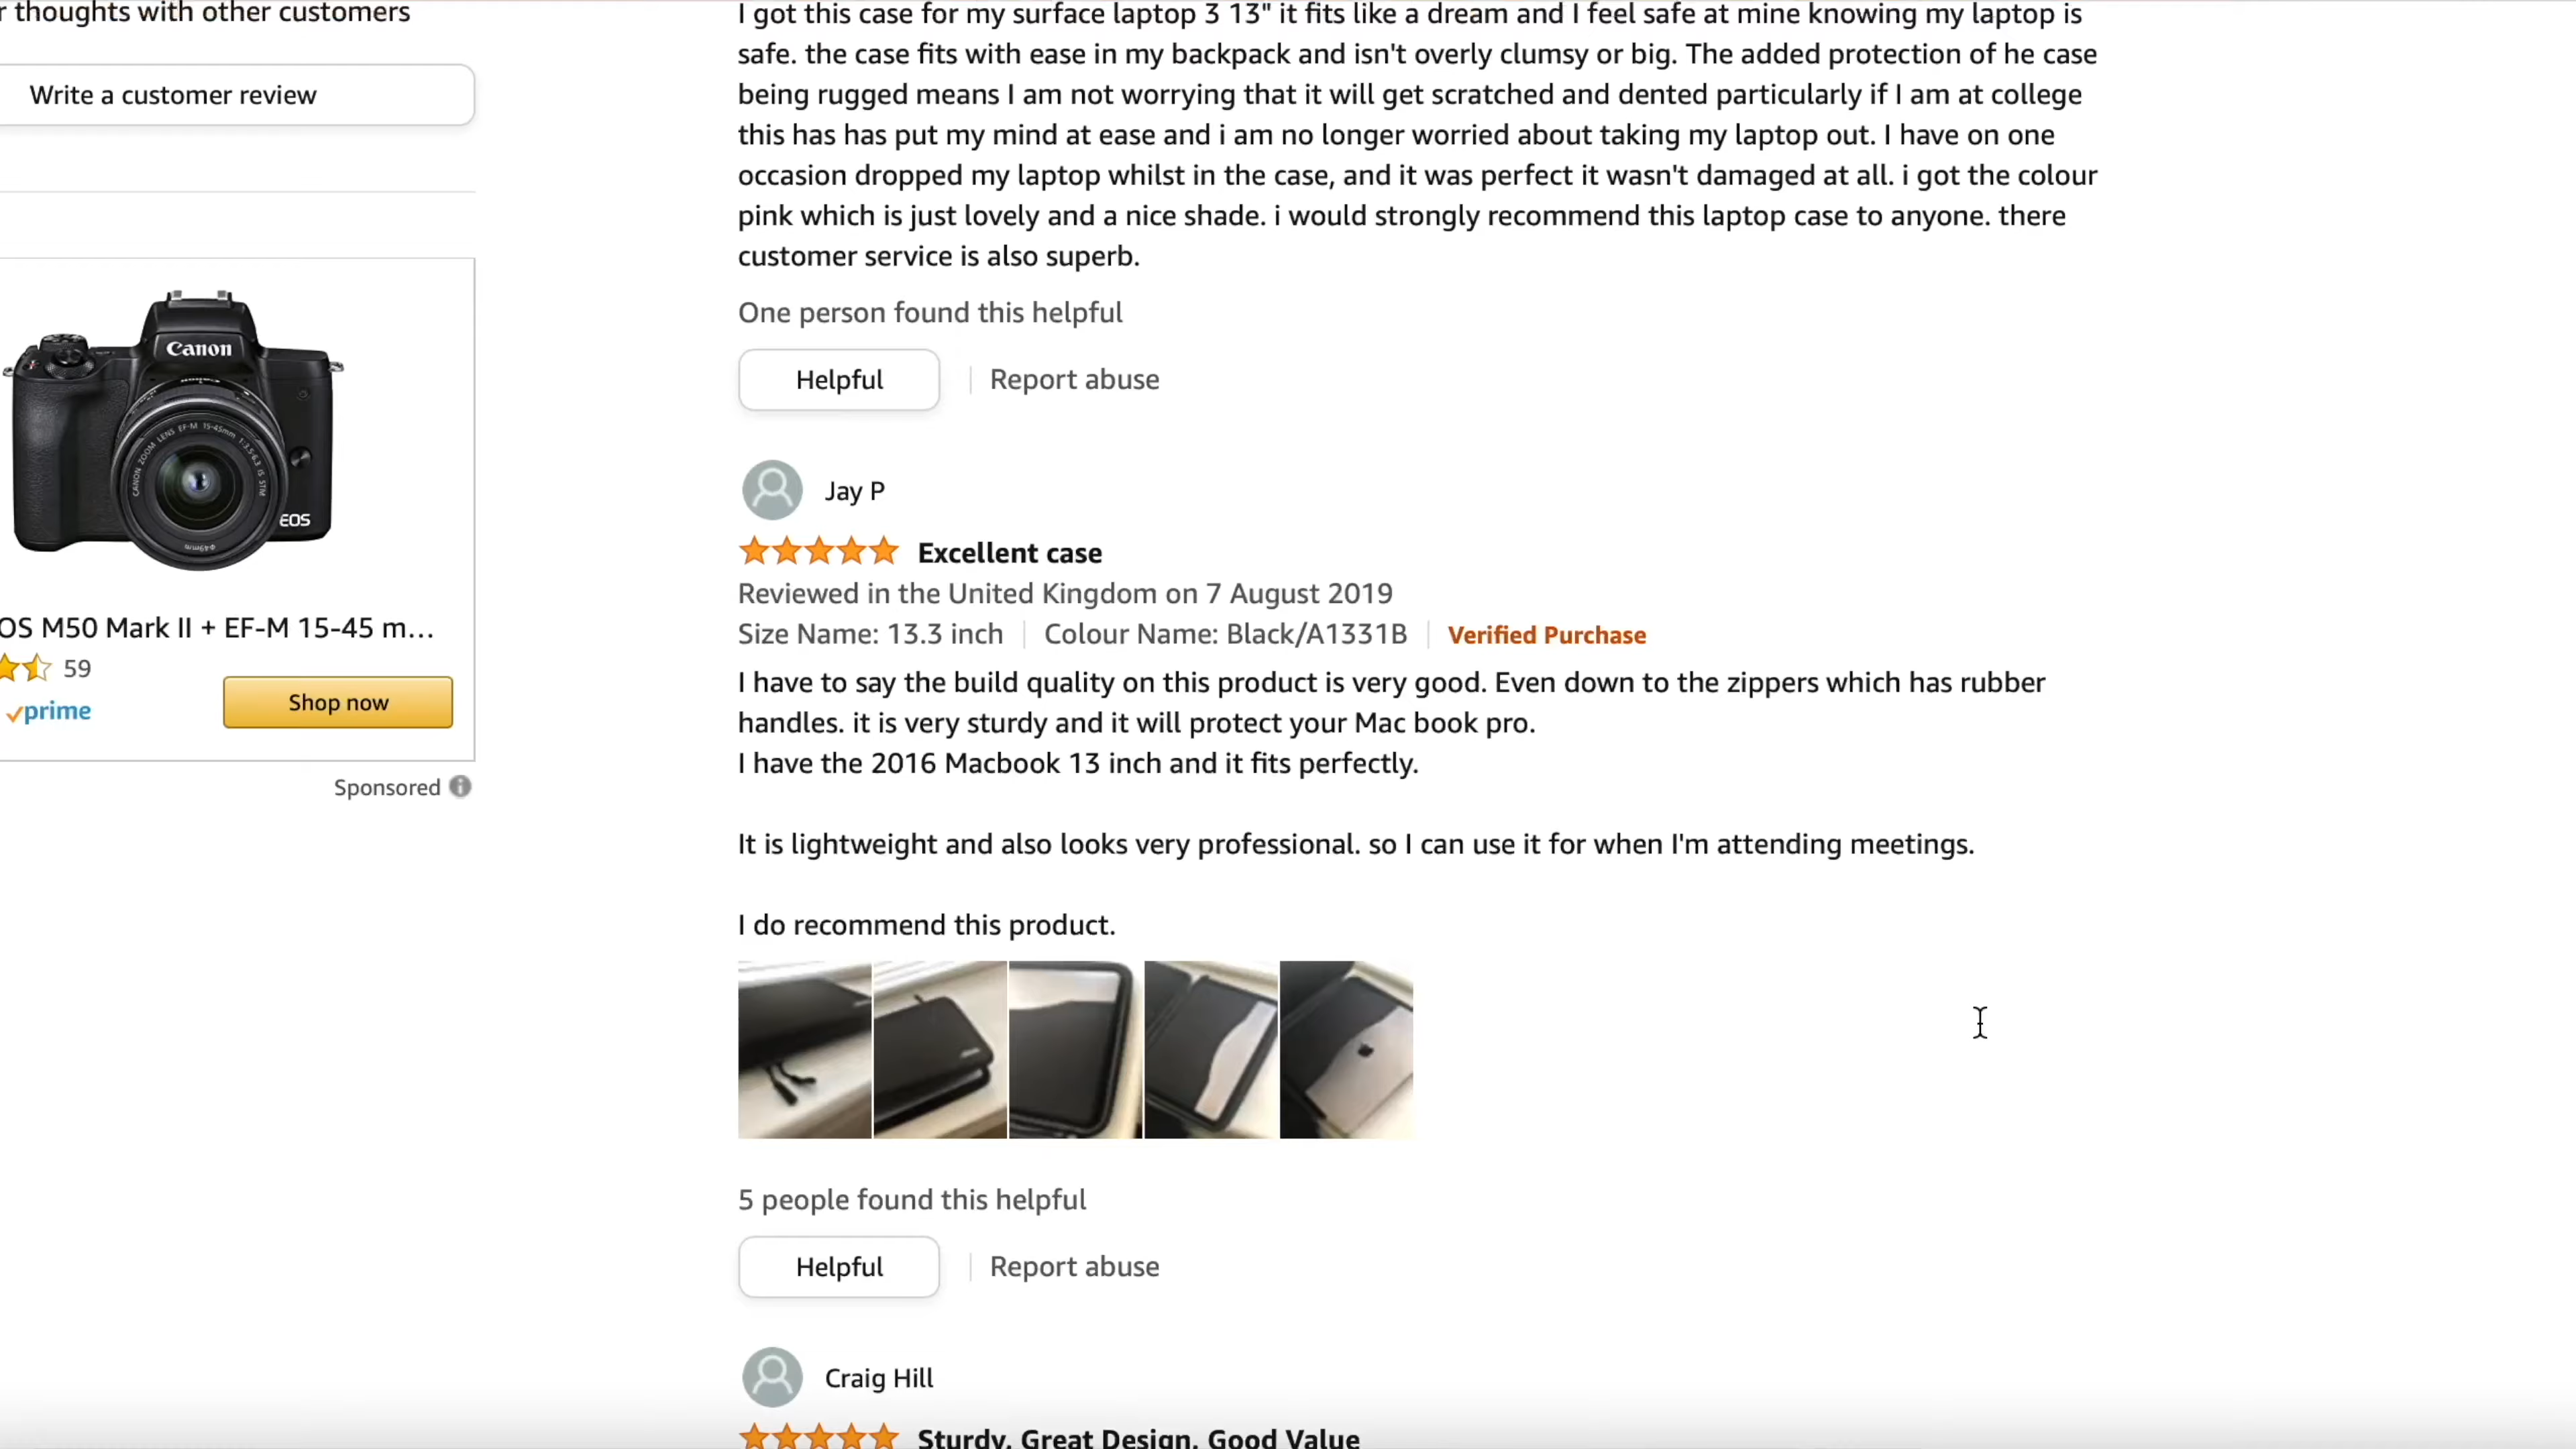 r thoughts with other customers
Write a customer review
Canon
CANON ZOOM LENS EF-M 15-45mm 1:3.5-6.3 IS STM
EOS
OS M50 Mark II + EF-M 15-45 m...
59
prime
Shop now
Sponsored
I got this case for my surface laptop 3 13" it fits like a dream and I feel safe at mine knowing my laptop is
safe. the case fits with ease in my backpack and isn't overly clumsy or big. The added protection of he case
being rugged means I am not worrying that it will get scratched and dented particularly if I am at college
this has has put my mind at ease and i am no longer worried about taking my laptop out. I have on one
occasion dropped my laptop whilst in the case, and it was perfect it wasn't damaged at all. i got the colour
pink which is just lovely and a nice shade. i would strongly recommend this laptop case to anyone. there
customer service is also superb.
One person found this helpful
Helpful
Report abuse
Jay P
Excellent case
Reviewed in the United Kingdom on 7 August 2019
Size Name: 13.3 inch
Colour Name: Black/A1331B
Verified Purchase
I have to say the build quality on this product is very good. Even down to the zippers which has rubber
handles. it is very sturdy and it will protect your Mac book pro.
I have the 2016 Macbook 13 inch and it fits perfectly.
It is lightweight and also looks very professional. so I can use it for when I'm attending meetings.
I do recommend this product.
5 people found this helpful
Helpful
Report abuse
Craig Hill
Sturdy, Great Design, Good Value